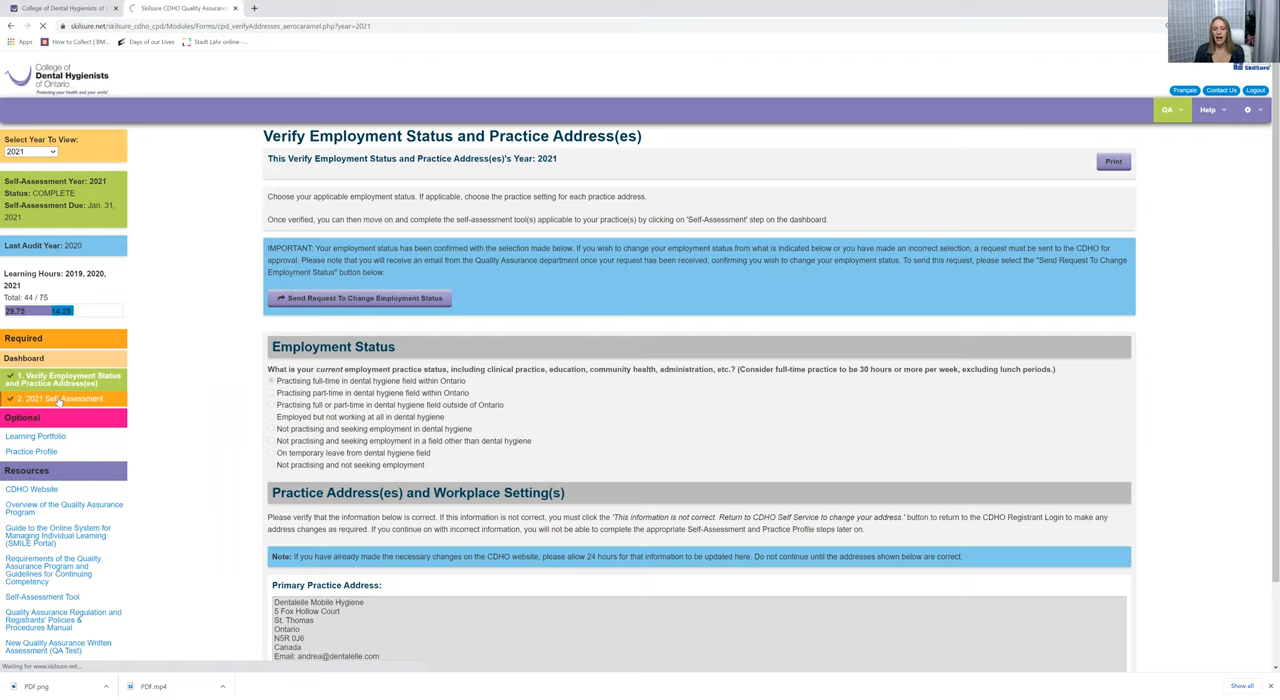 College of Dental Hygienists of
Skilsure CDHO Quality Assuranc
skilsure.net/skilsure_cdho_cpd/Modules/Forms/cpd_verifyAddresses_aerocaramel.php?year=2021
Apps
How to Collect | BM...
Days of our Lives
Stadt Lahr online -...
College of
Dental Hygienists
of Ontario
Protecting your health and your smile!
SkilSure
Français
Contact Us
Logout
QA
Help
Select Year To View:
2021
Self-Assessment Year: 2021
Status: COMPLETE
Self-Assessment Due: Jan. 31,
2021
Last Audit Year: 2020
Learning Hours: 2019, 2020,
2021
Total: 44 / 75
29.75
14.25
Required
Dashboard
1. Verify Employment Status
and Practice Address(es)
2. 2021 Self-Assessment
Optional
Learning Portfolio
Practice Profile
Resources
CDHO Website
Overview of the Quality Assurance
Program
Guide to the Online System for
Managing Individual Learning
(SMILE Portal)
Requirements of the Quality
Assurance Program and
Guidelines for Continuing
Competency
Self-Assessment Tool
Quality Assurance Regulation and
Registrants' Policies &
Procedures Manual
New Quality Assurance Written
Assessment (QA Test)
Verify Employment Status and Practice Address(es)
This Verify Employment Status and Practice Address(es)'s Year: 2021
Print
Choose your applicable employment status. If applicable, choose the practice setting for each practice address.
Once verified, you can then move on and complete the self-assessment tool(s) applicable to your practice(s) by clicking on 'Self-Assessment' step on the dashboard.
IMPORTANT: Your employment status has been confirmed with the selection made below. If you wish to change your employment status from what is indicated below or you have made an incorrect selection, a request must be sent to the CDHO for
approval. Please note that you will receive an email from the Quality Assurance department once your request has been received, confirming you wish to change your employment status. To send this request, please select the "Send Request To Change
Employment Status" button below.
Send Request To Change Employment Status
Employment Status
What is your current employment practice status, including clinical practice, education, community health, administration, etc.? (Consider full-time practice to be 30 hours or more per week, excluding lunch periods.)
Practising full-time in dental hygiene field within Ontario
Practising part-time in dental hygiene field within Ontario
Practising full or part-time in dental hygiene field outside of Ontario
Employed but not working at all in dental hygiene
Not practising and seeking employment in dental hygiene
Not practising and seeking employment in a field other than dental hygiene
On temporary leave from dental hygiene field
Not practising and not seeking employment
Practice Address(es) and Workplace Setting(s)
Please verify that the information below is correct. If this information is not correct, you must click the 'This information is not correct. Return to CDHO Self Service to change your address.' button to return to the CDHO Registrant Login to make any
address changes as required. If you continue on with incorrect information, you will not be able to complete the appropriate Self-Assessment and Practice Profile steps later on.
Note: If you have already made the necessary changes on the CDHO website, please allow 24 hours for that information to be updated here. Do not continue until the addresses shown below are correct.
Primary Practice Address:
Dentalelle Mobile Hygiene
5 Fox Hollow Court
St. Thomas
Ontario
N5R 0J6
Canada
Email: andrea@dentalelle.com
Waiting for www.skilsure.net...
PDF.png
PDF.mp4
Show all